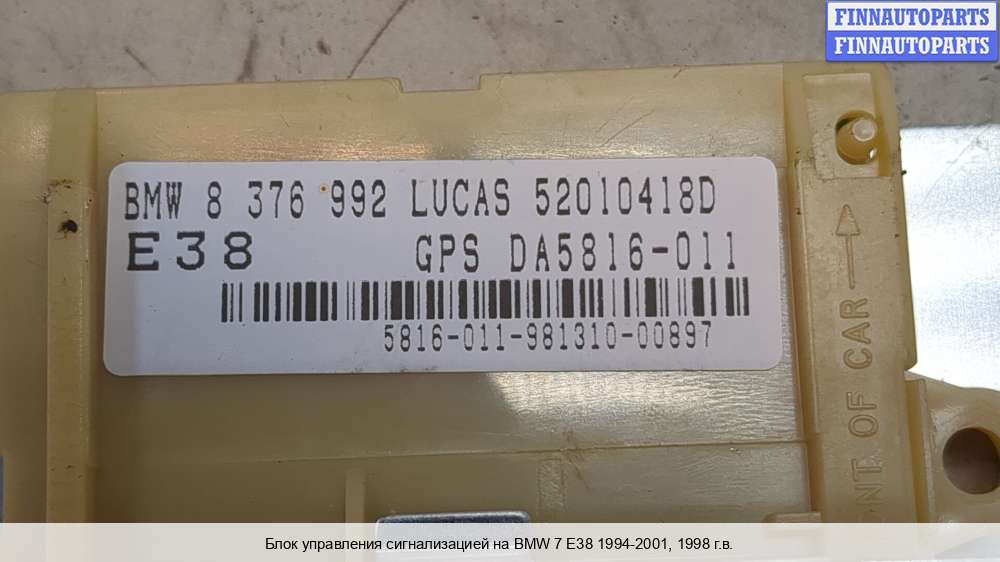 FINNAUTOPARTS
FINNAUTOPARTS
BMW 8 376 992 LUCAS 52010418D
E38 GPS DA5816-011
5816-011-981310-00897
NT OF CAR
Блок управления сигнализацией на BMW 7 E38 1994-2001, 1998 г.в.